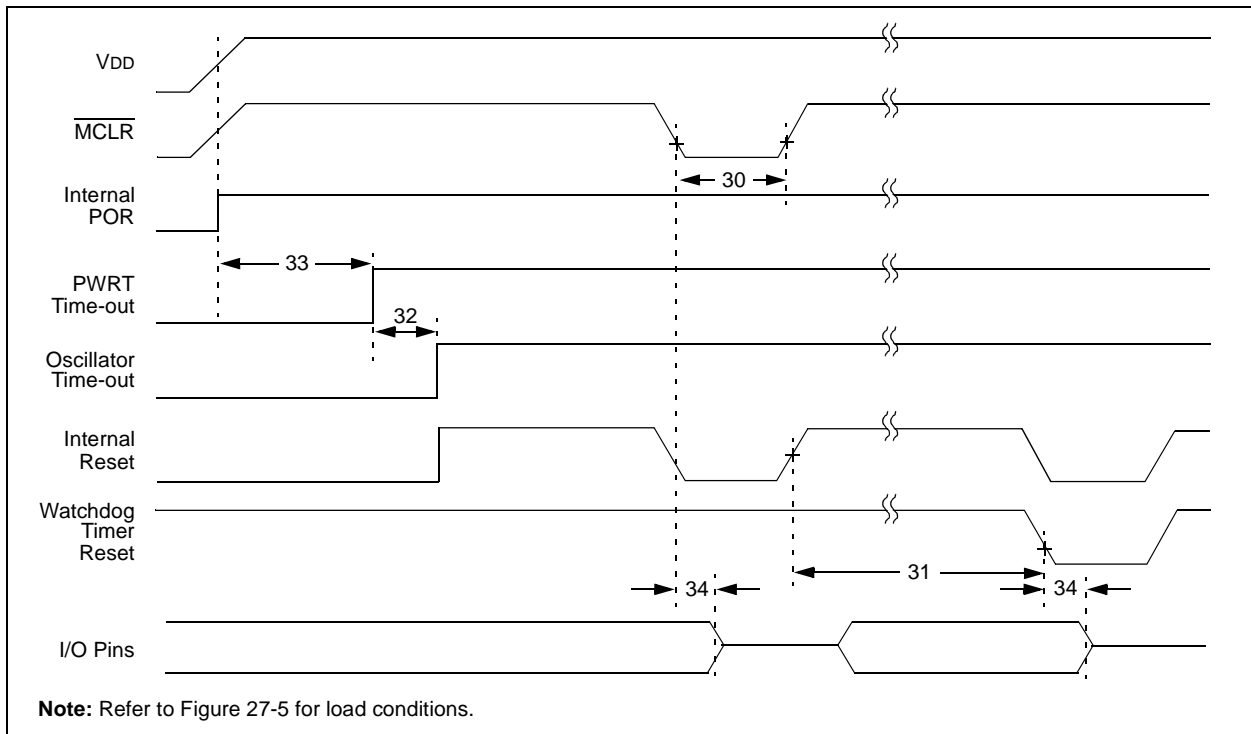 VDD
MCLR
Internal
POR
PWRT
Time-out
Oscillator
Time-out
Internal
Reset
Watchdog
Timer
Reset
I/O Pins
30
33
32
31
34
34
Note: Refer to Figure 27-5 for load conditions.